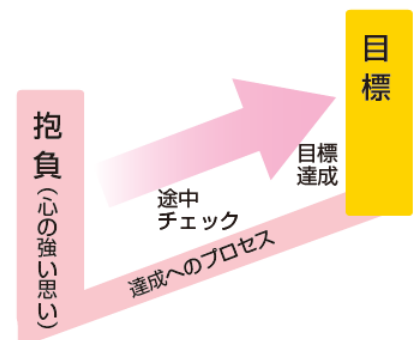 抱負(心の強い思い)
途中
チェック
目標
達成
達成へのプロセス
目標